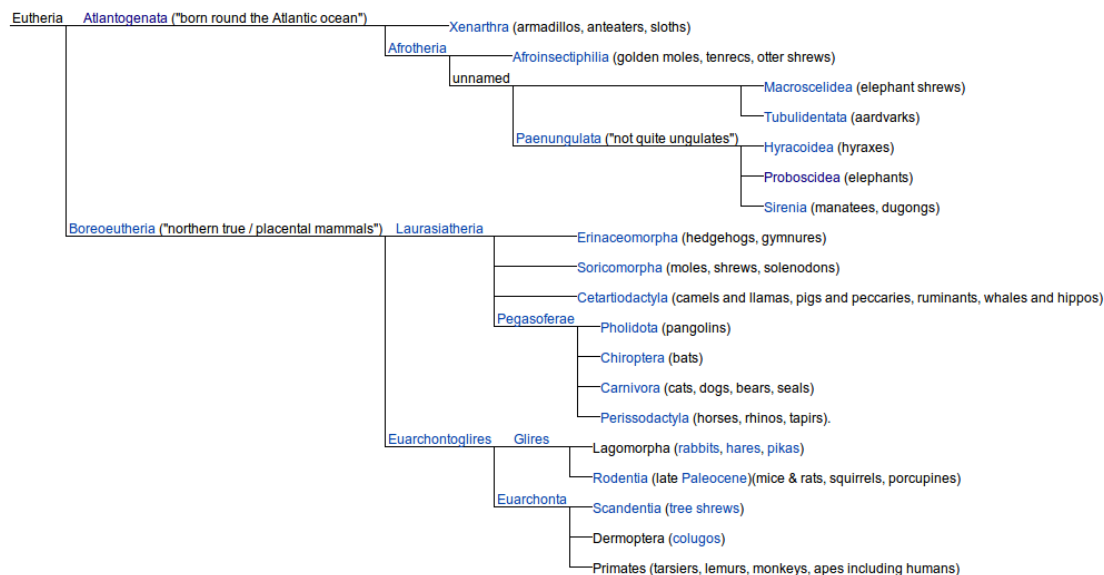 Eutheria Atlantogenata ("born round the Atlantic ocean")
Xenarthra (armadillos, anteaters, sloths)
Afrotheria
Afroinsectiphilia (golden moles, tenrecs, otter shrews)
unnamed
Macroscelidea (elephant shrews)
Tubulidentata (aardvarks)
Paenungulata ("not quite ungulates")
Hyracoidea (hyraxes)
Proboscidea (elephants)
Sirenia (manatees, dugongs)
Boreoeutheria ("northern true / placental mammals") Laurasiatheria
Erinaceomorpha (hedgehogs, gymnures)
Soricomorpha (moles, shrews, solenodons)
Cetartiodactyla (camels and llamas, pigs and peccaries, ruminants, whales and hippos)
Pegasoferae
Pholidota (pangolins)
Chiroptera (bats)
Carnivora (cats, dogs, bears, seals)
Perissodactyla (horses, rhinos, tapirs).
Euarchontoglires Glires
Lagomorpha (rabbits, hares, pikas)
Rodentia (late Paleocene)(mice & rats, squirrels, porcupines)
Euarchonta
Scandentia (tree shrews)
Dermoptera (colugos)
Primates (tarsiers, lemurs, monkeys, apes including humans)